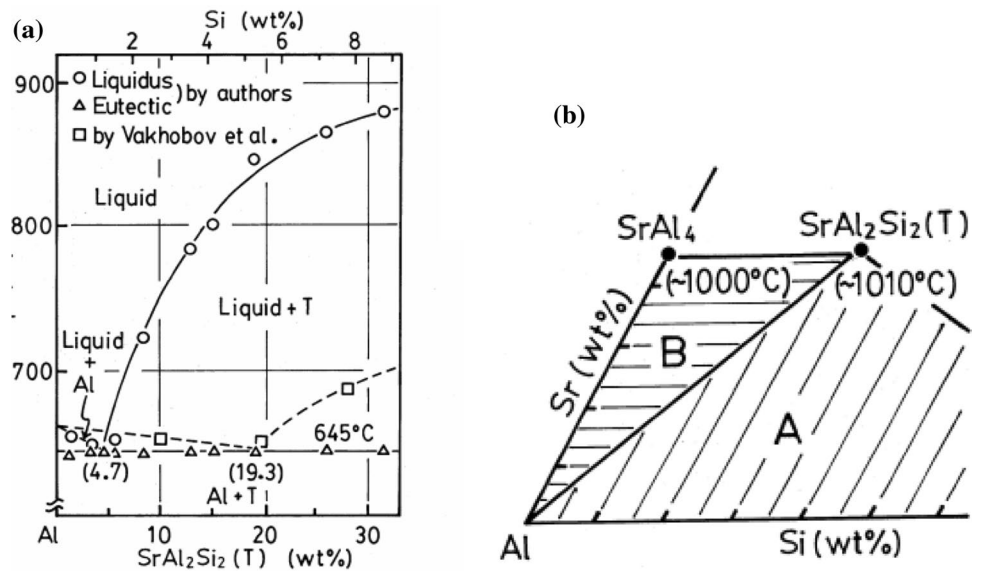 (a)
Si (wt%)
2 4 6 8
900
800
700
○ Liquidus
△ Eutectic ) by authors
□ by Vakhobov et al.
Liquid
Liquid + T
Liquid
+
Al
645°C
(4.7)
(19.3)
Al + T
Al 10 20 30
SrAl₂Si₂(T) (wt%)
(b)
SrAl₄
SrAl₂Si₂(T)
(~1000°C)
(~1010°C)
Sr (wt%)
B
A
Al
Si (wt%)